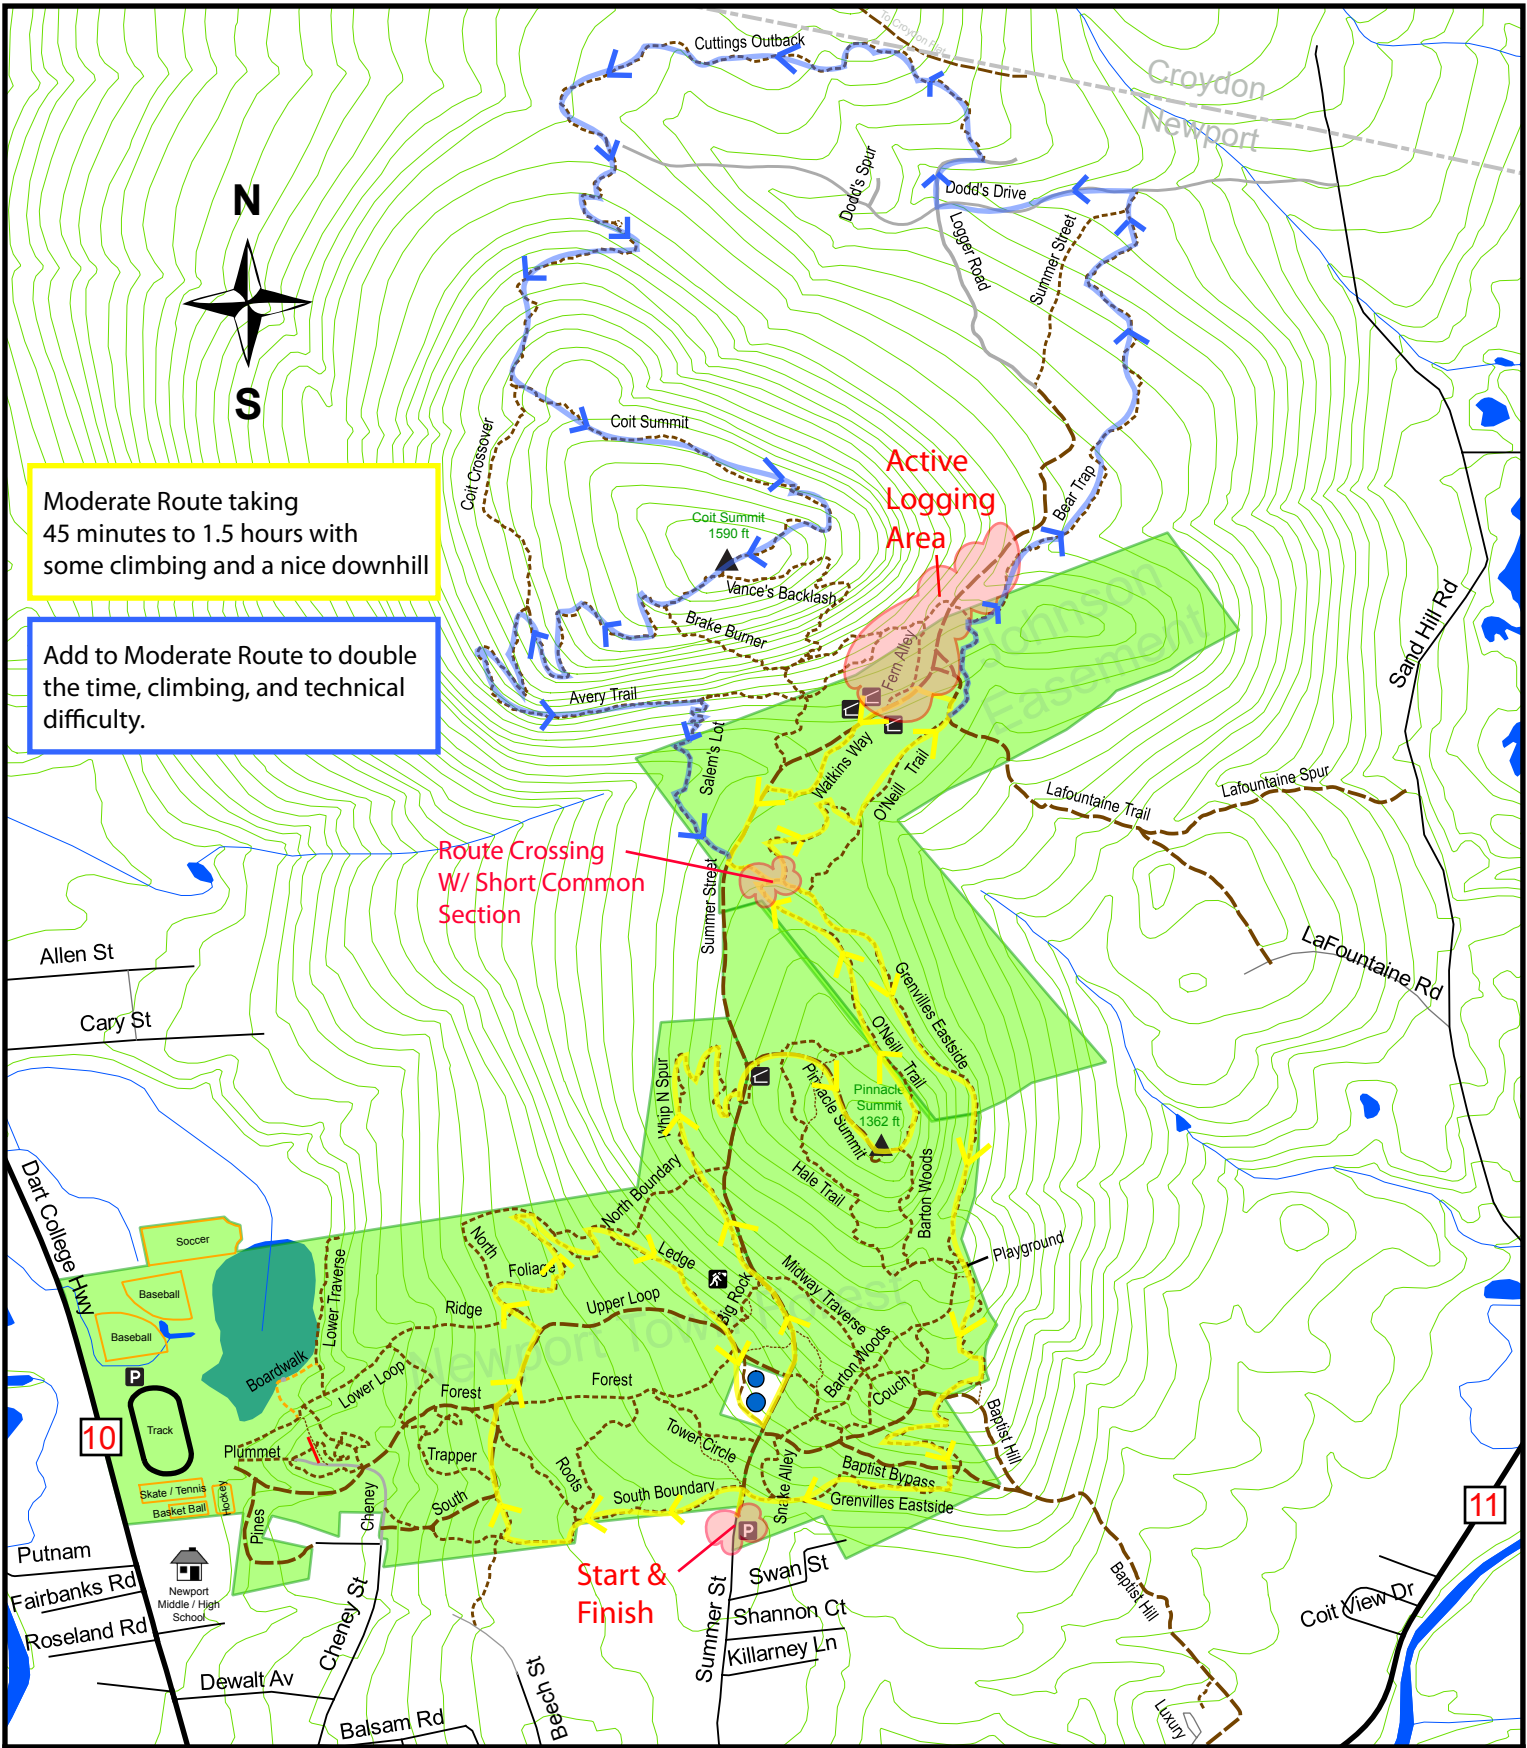 To Croydon Flat
Cuttings Outback
Croydon
Newport
N
S
Dodd's Spur
Dodd's Drive
Logger Road
Summer Street
Coit Crossover
Coit Summit
Coit Summit
1590 ft
Active
Logging
Area
Bear Trap
Moderate Route taking
45 minutes to 1.5 hours with
some climbing and a nice downhill
Add to Moderate Route to double
the time, climbing, and technical
difficulty.
Vance's Backlash
Brake Burner
Fern Alley
Johnson
Easement
Sand Hill Rd
Avery Trail
Salem's Lot
Watkins Way
O'Neill Trail
Lafountaine Trail
Lafountaine Spur
Route Crossing
W/ Short Common
Section
Summer Street
Allen St
Cary St
LaFountaine Rd
Grenvilles Eastside
O'Neill Trail
Whip N Spur
Pinnacle Summit
Pinnacle
Summit
1362 ft
Hale Trail
Barton Woods
Playground
Dart College Hwy
North Boundary
North
Foliage
Ledge
Soccer
Baseball
Baseball
Lower Traverse
Ridge
Upper Loop
Big Rock
Midway Traverse
Newport Town Forest
Boardwalk
Lower Loop
Forest
Forest
Barton Woods
Couch
P
Track
10
Plummet
Trapper
Roots
Tower Circle
Snake Alley
Baptist Bypass
Baptist Hill
Skate / Tennis
Basket Ball
Hockey
Pines
Cheney
South
South Boundary
Grenvilles Eastside
11
P
Start &
Finish
Putnam
Fairbanks Rd
Roseland Rd
Newport
Middle / High
School
Cheney St
Dewalt Av
Balsam Rd
Beech St
Summer St
Swan St
Shannon Ct
Killarney Ln
Baptist Hill
Coit View Dr
Luxury